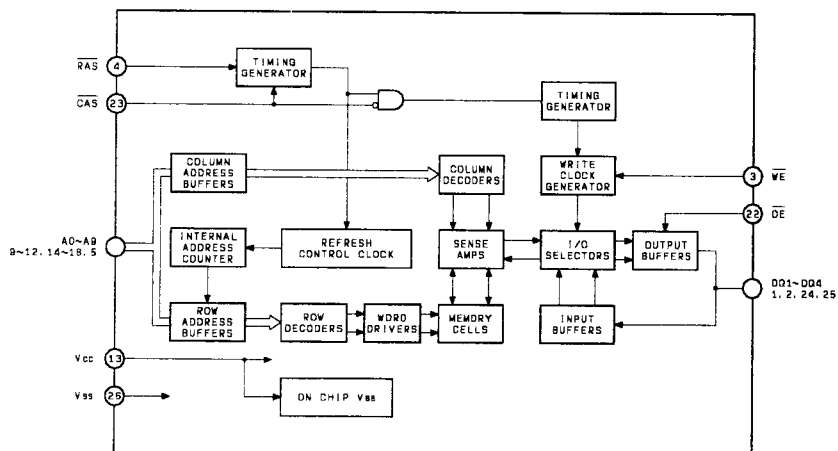 RAS
4
TIMING
GENERATOR
CAS
23
TIMING
GENERATOR
COLUMN
ADDRESS
BUFFERS
COLUMN
DECODERS
WRITE
CLOCK
GENERATOR
3
WE
22
OE
A0~A9
9~12.14~18.5
INTERNAL
ADDRESS
COUNTER
REFRESH
CONTROL CLOCK
SENSE
AMPS
I/O
SELECTORS
OUTPUT
BUFFERS
DQ1~DQ4
1.2.24.25
ROW
ADDRESS
BUFFERS
ROW
DECODERS
WORD
DRIVERS
MEMORY
CELLS
INPUT
BUFFERS
Vcc
13
Vss
26
ON CHIP VBB